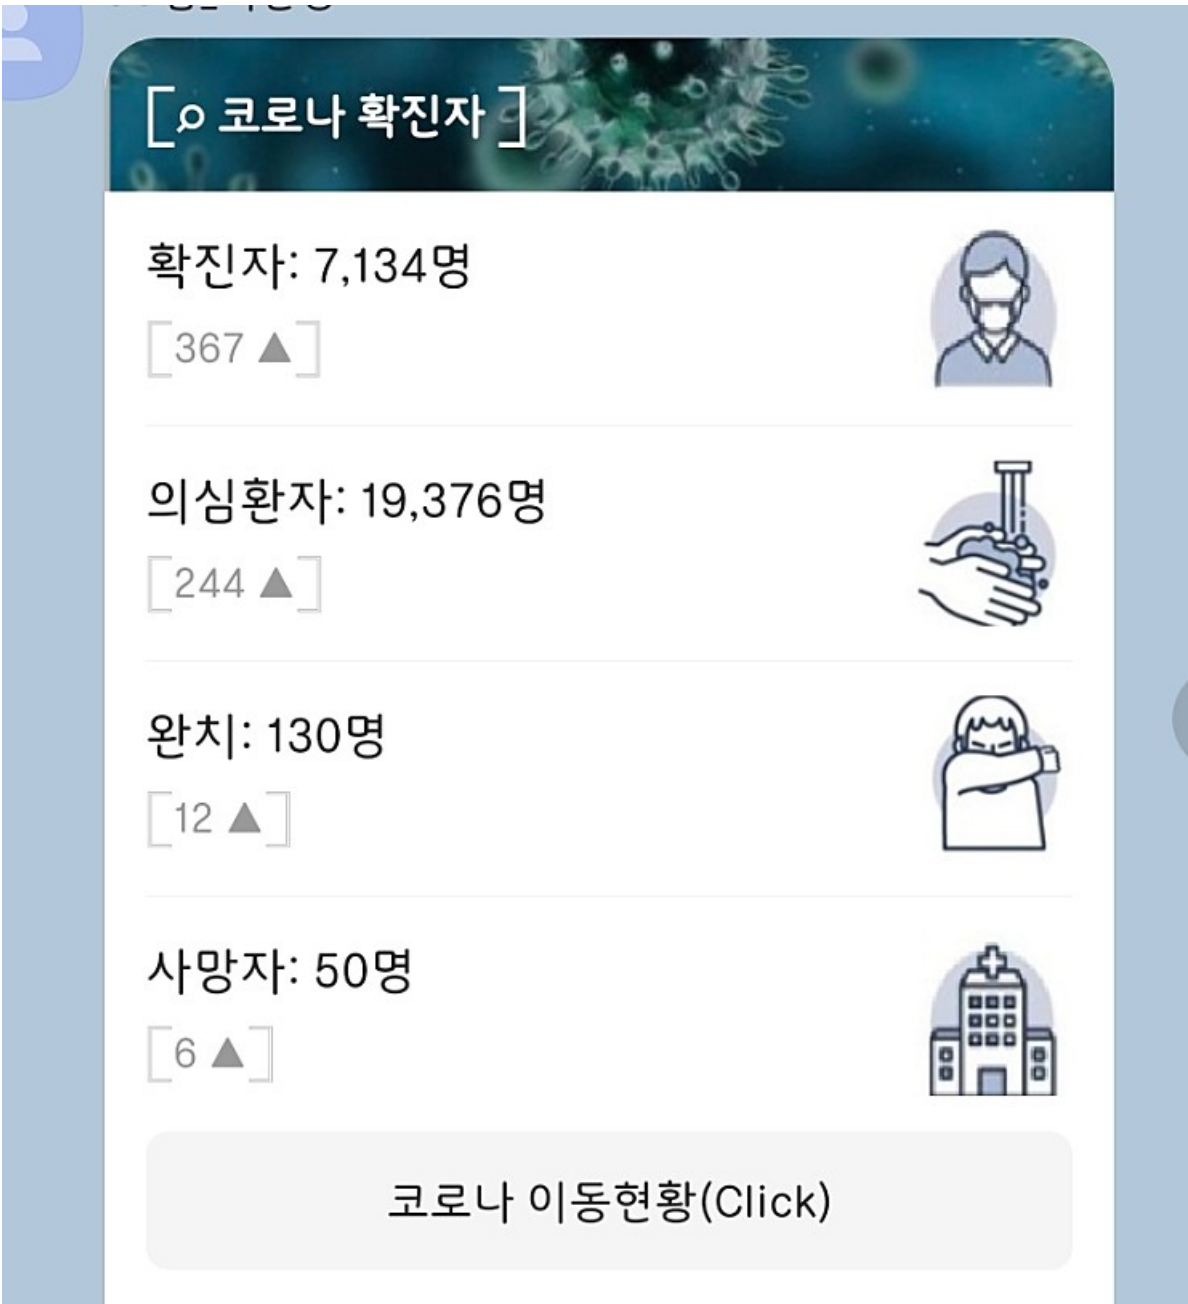 [⌕ 코로나 확진자 ]
확진자: 7,134명
[367 ▲]
의심환자: 19,376명
[244 ▲]
완치: 130명
[12 ▲]
사망자: 50명
[6 ▲]
코로나 이동현황(Click)